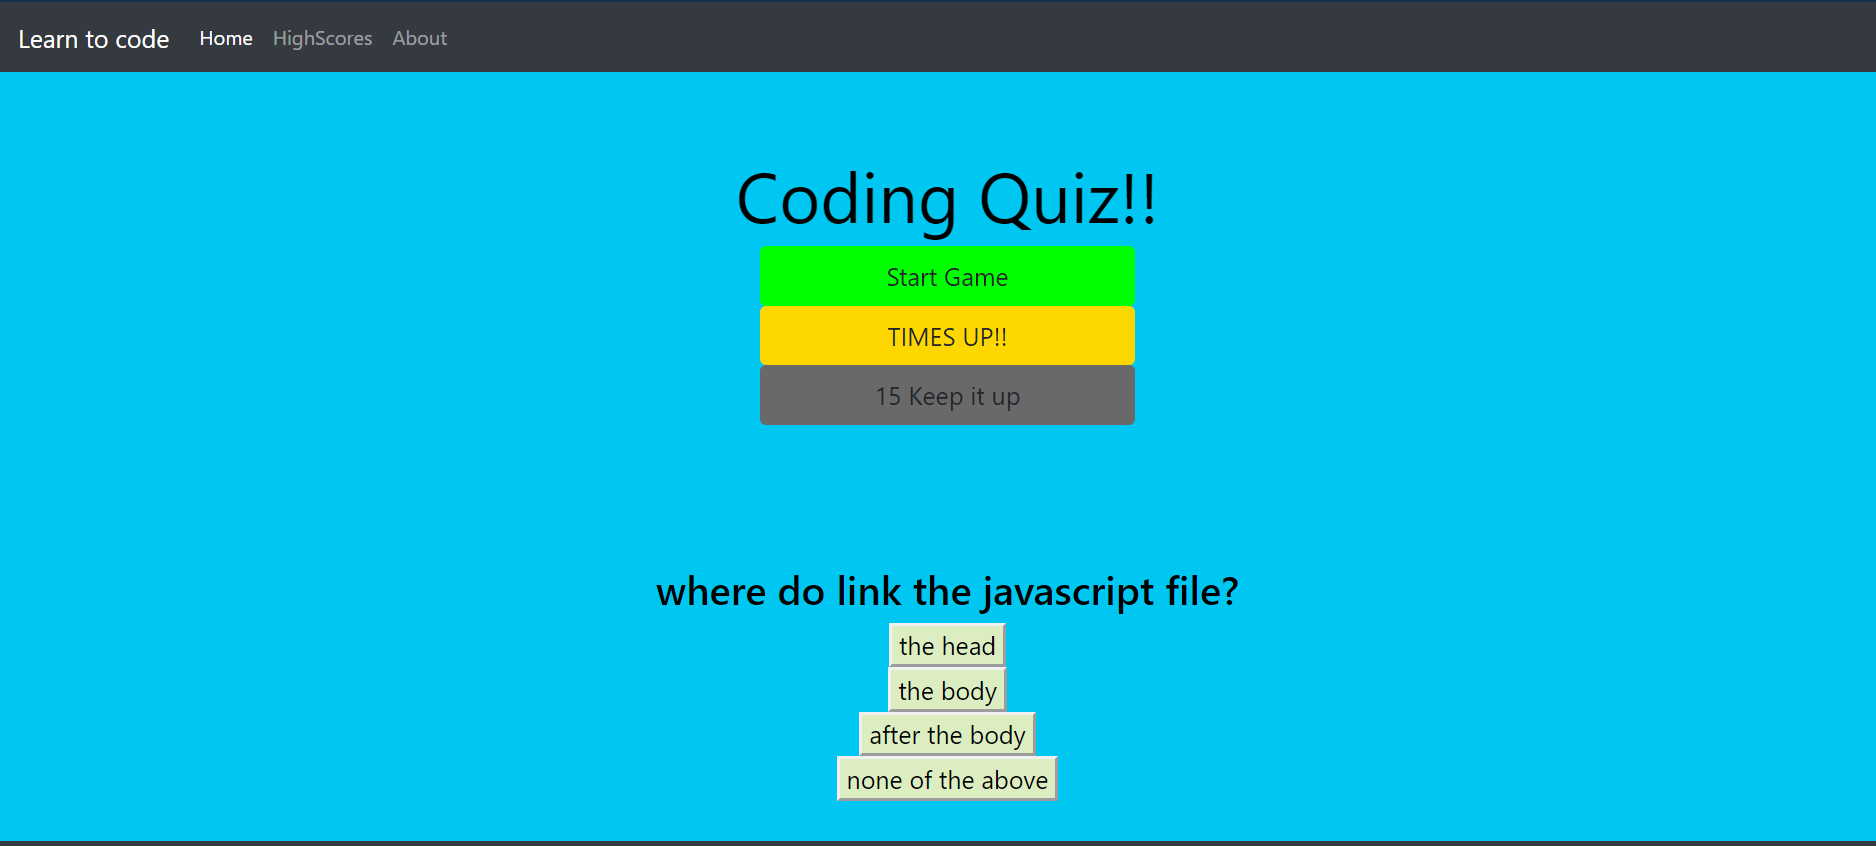 Learn to code Home HighScores About
Coding Quiz!!
Start Game
TIMES UP!!
15 Keep it up
where do link the javascript file?
the head
the body
after the body
none of the above